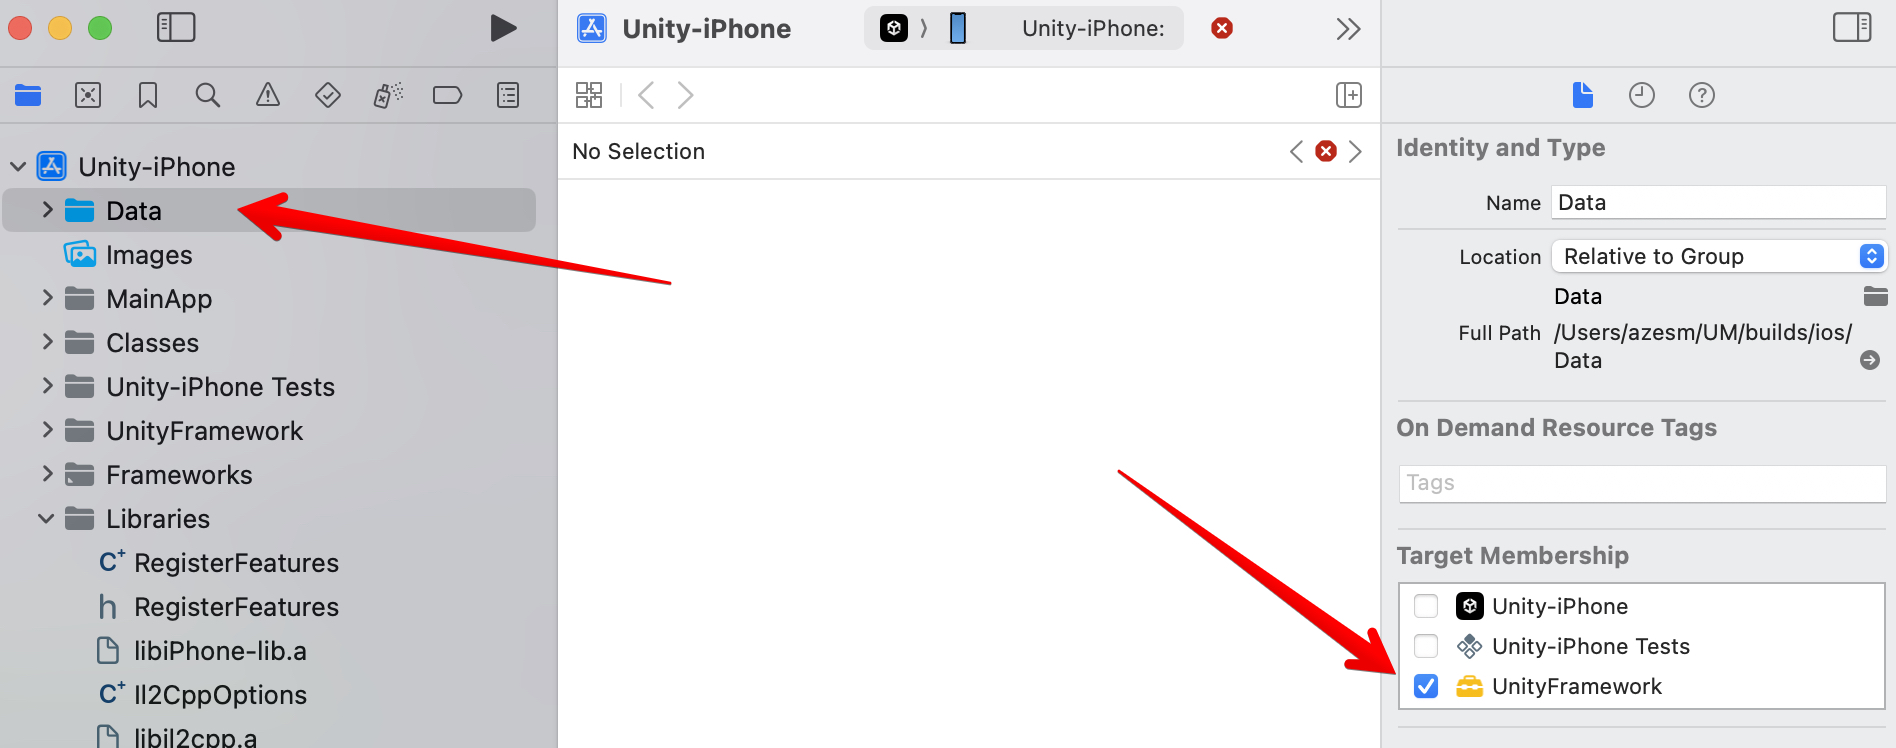 Unity-iPhone
Unity-iPhone:
No Selection
Unity-iPhone
Data
Images
MainApp
Classes
Unity-iPhone Tests
UnityFramework
Frameworks
Libraries
RegisterFeatures
RegisterFeatures
libiPhone-lib.a
Il2CppOptions
libil2cpp.a
Identity and Type
Name Data
Location Relative to Group
Data
Full Path /Users/azesm/UM/builds/ios/
Data
On Demand Resource Tags
Tags
Target Membership
Unity-iPhone
Unity-iPhone Tests
UnityFramework